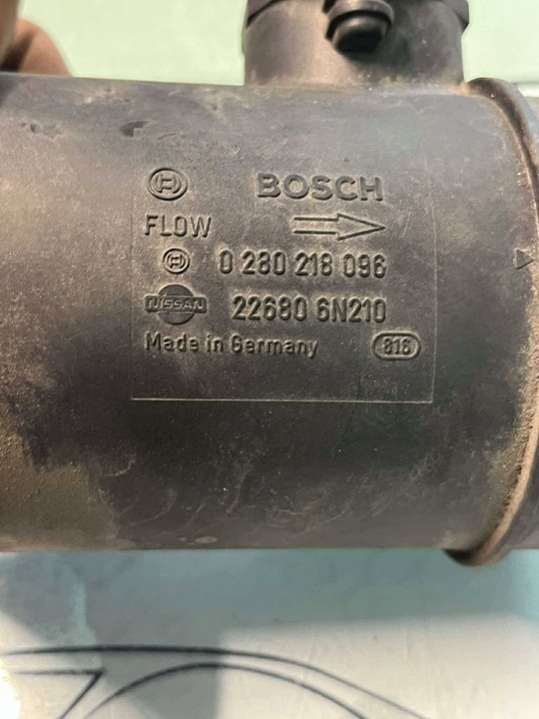 BOSCH
FLOW
0 280 218 096
NISSAN
22680 6N210
Made in Germany
816